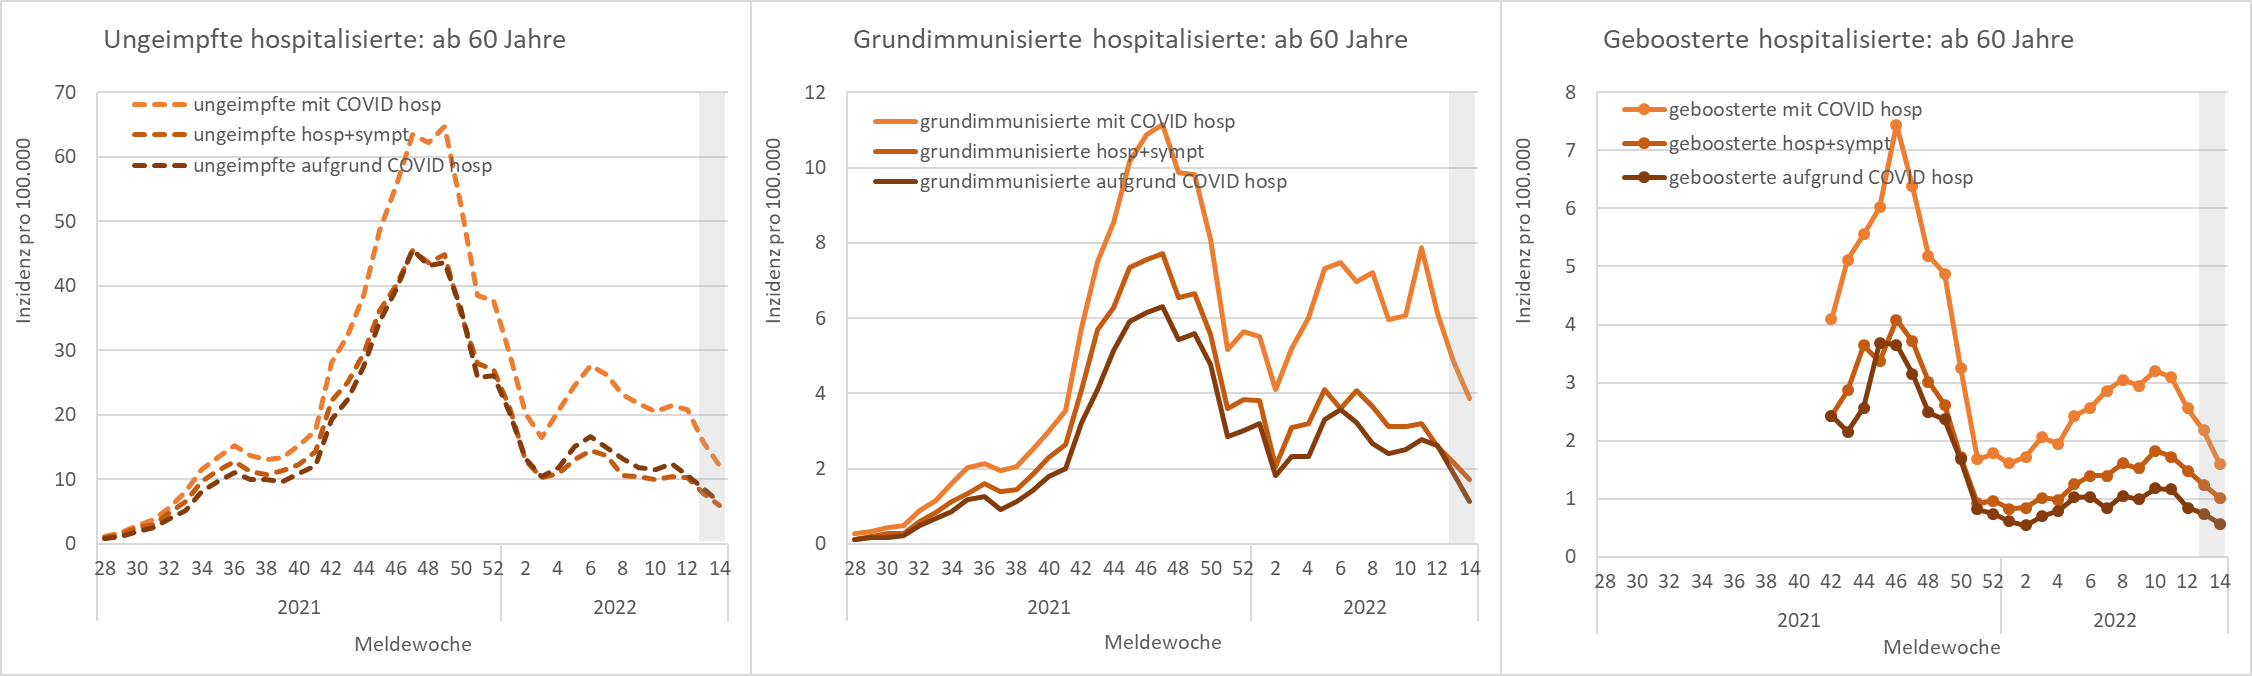 Ungeimpfte hospitalisierte: ab 60 Jahre
Inzidenz pro 100.000
70
60
50
40
30
20
10
0
ungeimpfte mit COVID hosp
ungeimpfte hosp+sympt
ungeimpfte aufgrund COVID hosp
28 30 32 34 36 38 40 42 44 46 48 50 52 2 4 6 8 10 12 14
2021 2022
Meldewoche
Grundimmunisierte hospitalisierte: ab 60 Jahre
Inzidenz pro 100.000
12
10
8
6
4
2
0
grundimmunisierte mit COVID hosp
grundimmunisierte hosp+sympt
grundimmunisierte aufgrund COVID hosp
28 30 32 34 36 38 40 42 44 46 48 50 52 2 4 6 8 10 12 14
2021 2022
Meldewoche
Geboosterte hospitalisierte: ab 60 Jahre
Inzidenz pro 100.000
8
7
6
5
4
3
2
1
0
geboosterte mit COVID hosp
geboosterte hosp+sympt
geboosterte aufgrund COVID hosp
28 30 32 34 36 38 40 42 44 46 48 50 52 2 4 6 8 10 12 14
2021 2022
Meldewoche